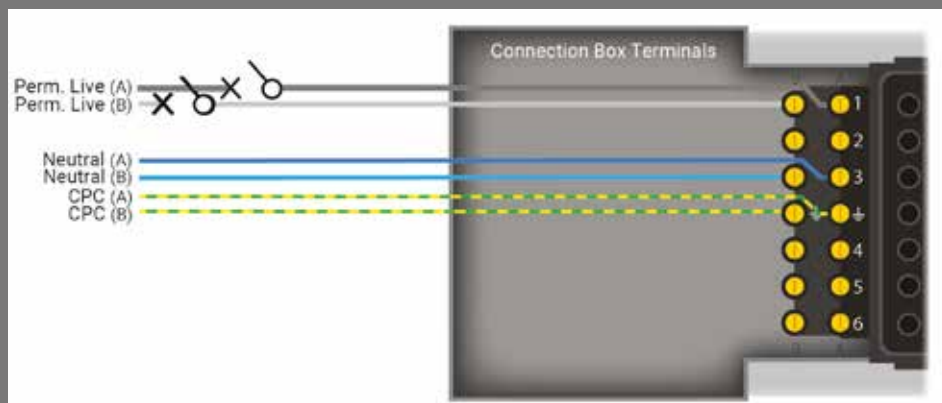 Connection Box Terminals
Perm. Live (A)
Perm. Live (B)
1
2
Neutral (A)
Neutral (B)
3
CPC (A)
CPC (B)
4
5
6